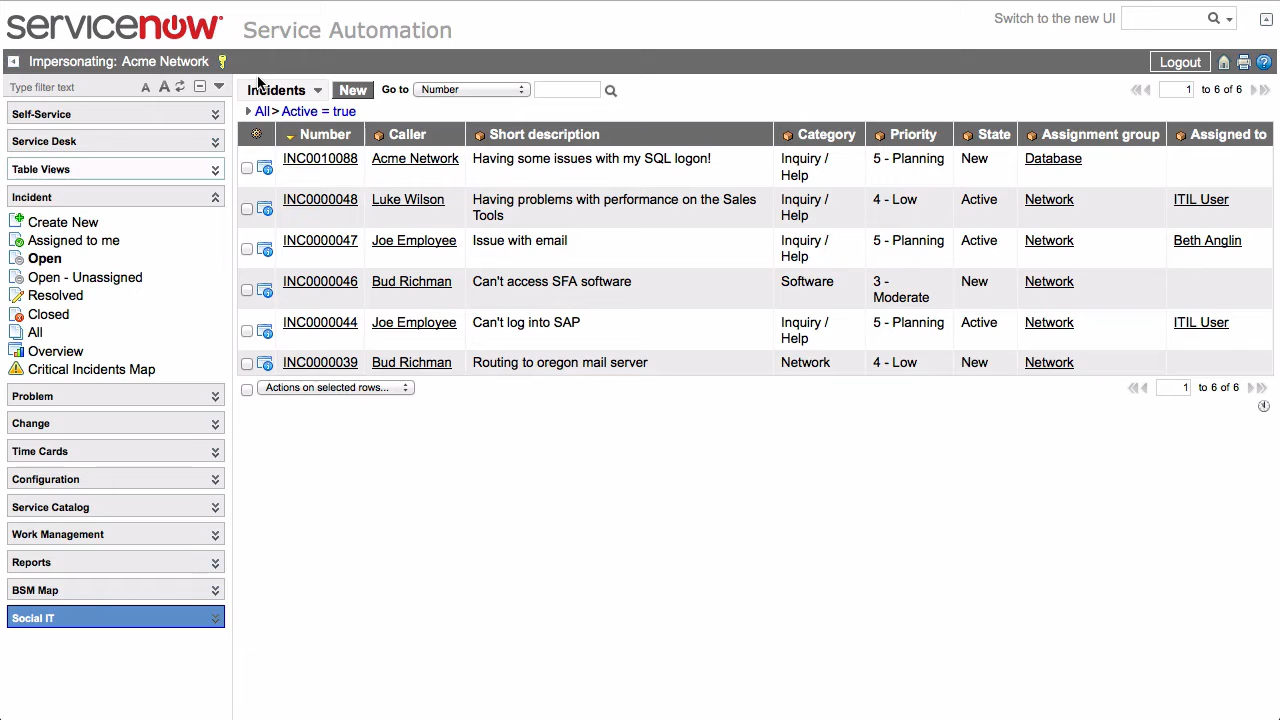 servicenow Service Automation
Switch to the new UI
Impersonating: Acme Network
Logout
Type filter text A A
Self-Service
Service Desk
Table Views
Incident
Create New
Assigned to me
Open
Open - Unassigned
Resolved
Closed
All
Overview
Critical Incidents Map
Problem
Change
Time Cards
Configuration
Service Catalog
Work Management
Reports
BSM Map
Social IT
Incidents New Go to Number 1 to 6 of 6
All > Active = true
Number Caller Short description Category Priority State Assignment group Assigned to
INC0010088 Acme Network Having some issues with my SQL logon! Inquiry / 5 - Planning New Database
Help
INC0000048 Luke Wilson Having problems with performance on the Sales Inquiry / 4 - Low Active Network ITIL User
Tools Help
INC0000047 Joe Employee Issue with email Inquiry / 5 - Planning Active Network Beth Anglin
Help
INC0000046 Bud Richman Can't access SFA software Software 3 - New Network
Moderate
INC0000044 Joe Employee Can't log into SAP Inquiry / 5 - Planning Active Network ITIL User
Help
INC0000039 Bud Richman Routing to oregon mail server Network 4 - Low New Network
Actions on selected rows... 1 to 6 of 6